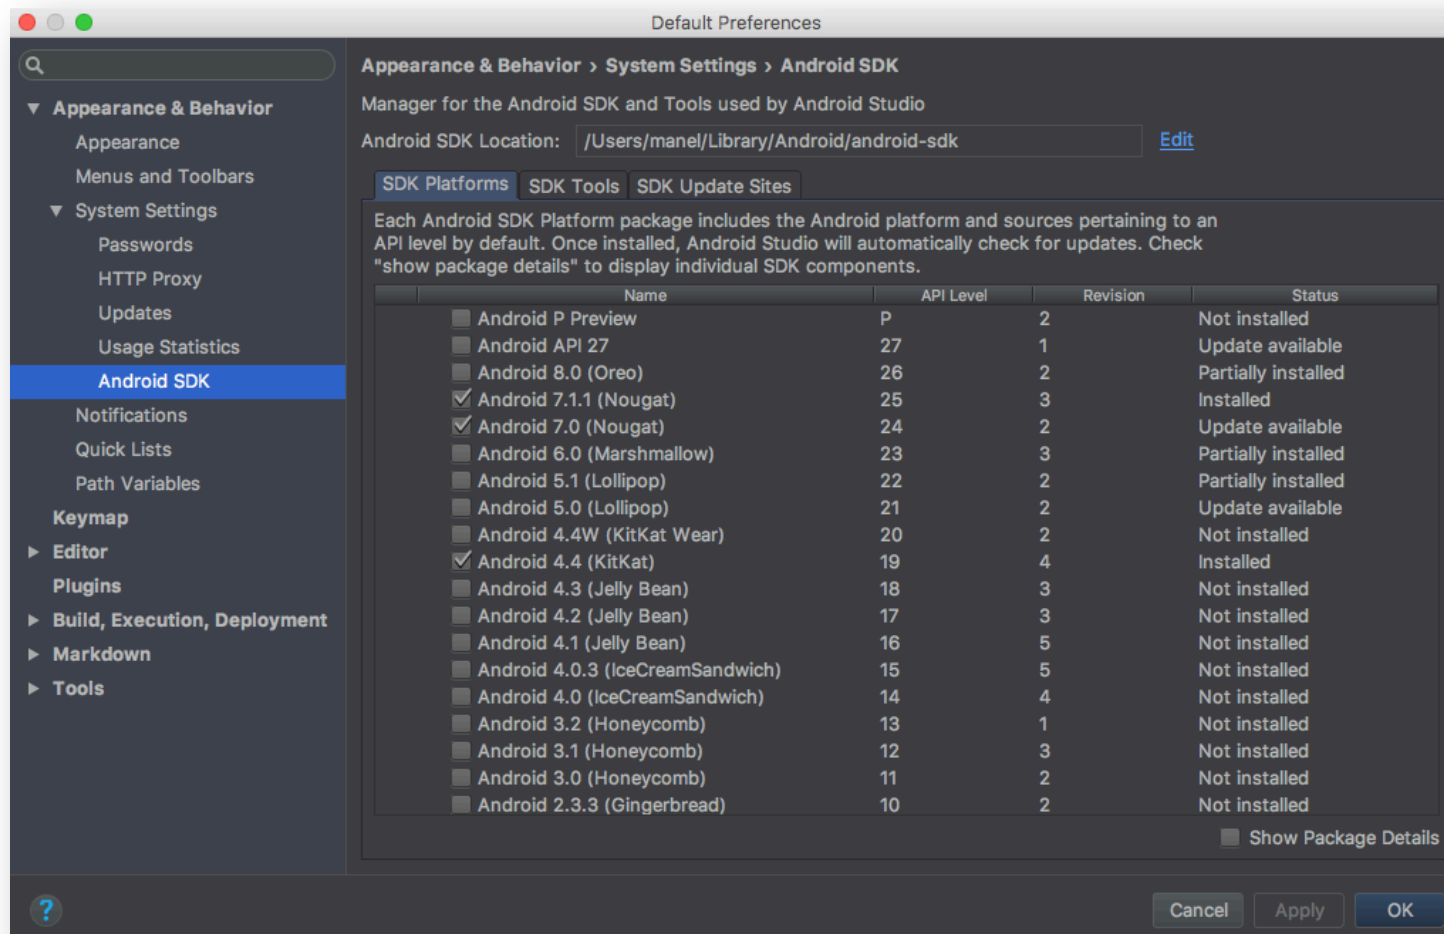 Default Preferences
Appearance & Behavior
Appearance
Menus and Toolbars
System Settings
Passwords
HTTP Proxy
Updates
Usage Statistics
Android SDK
Notifications
Quick Lists
Path Variables
Keymap
Editor
Plugins
Build, Execution, Deployment
Markdown
Tools
Appearance & Behavior › System Settings › Android SDK
Manager for the Android SDK and Tools used by Android Studio
Android SDK Location: /Users/manel/Library/Android/android-sdk Edit
SDK Platforms SDK Tools SDK Update Sites
Each Android SDK Platform package includes the Android platform and sources pertaining to an
API level by default. Once installed, Android Studio will automatically check for updates. Check
"show package details" to display individual SDK components.
Name API Level Revision Status
Android P Preview P 2 Not installed
Android API 27 27 1 Update available
Android 8.0 (Oreo) 26 2 Partially installed
Android 7.1.1 (Nougat) 25 3 Installed
Android 7.0 (Nougat) 24 2 Update available
Android 6.0 (Marshmallow) 23 3 Partially installed
Android 5.1 (Lollipop) 22 2 Partially installed
Android 5.0 (Lollipop) 21 2 Update available
Android 4.4W (KitKat Wear) 20 2 Not installed
Android 4.4 (KitKat) 19 4 Installed
Android 4.3 (Jelly Bean) 18 3 Not installed
Android 4.2 (Jelly Bean) 17 3 Not installed
Android 4.1 (Jelly Bean) 16 5 Not installed
Android 4.0.3 (IceCreamSandwich) 15 5 Not installed
Android 4.0 (IceCreamSandwich) 14 4 Not installed
Android 3.2 (Honeycomb) 13 1 Not installed
Android 3.1 (Honeycomb) 12 3 Not installed
Android 3.0 (Honeycomb) 11 2 Not installed
Android 2.3.3 (Gingerbread) 10 2 Not installed
Show Package Details
? Cancel Apply OK